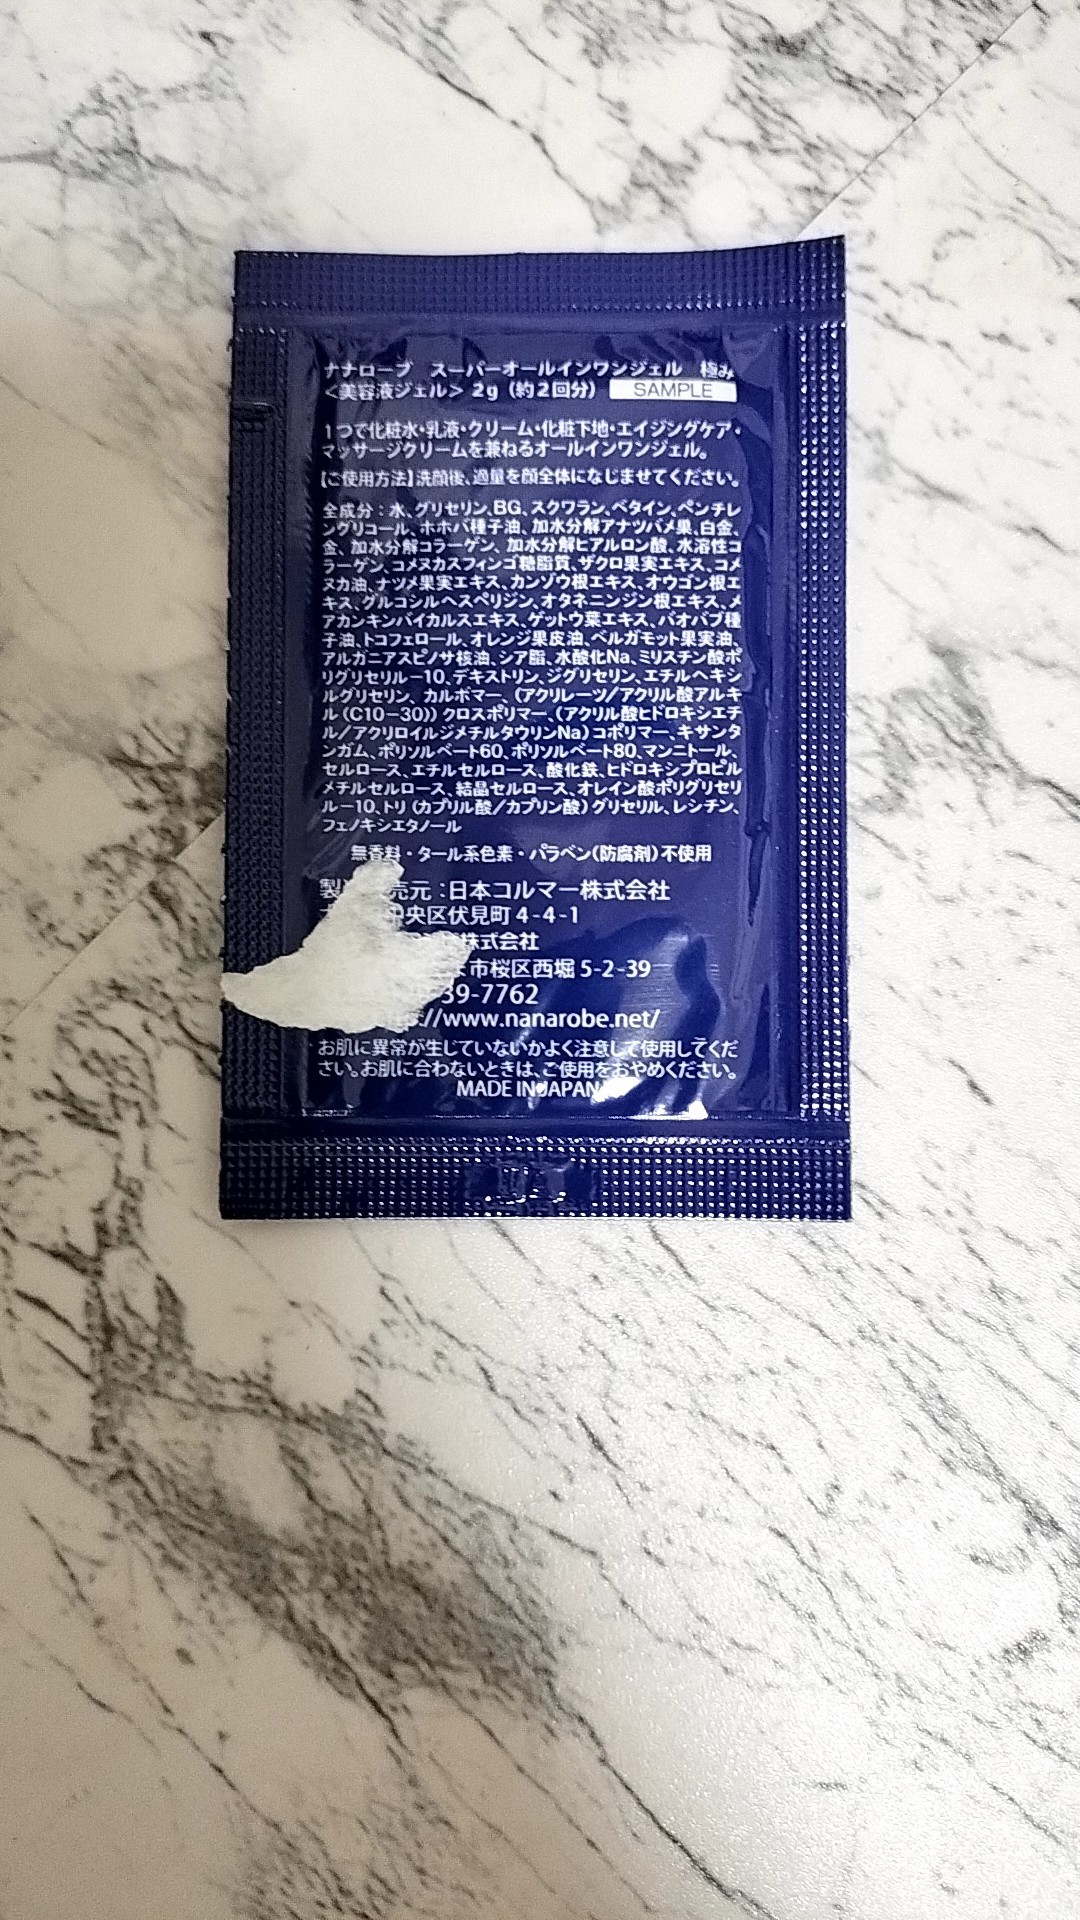 ナナローブ　スーパーオールインワンジェル　極み
＜美容液ジェル＞ 2g（約2回分） SAMPLE
1つで化粧水・乳液・クリーム・化粧下地・エイジングケア・
マッサージクリームを兼ねるオールインワンジェル。
【ご使用方法】洗顔後、適量を顔全体になじませてください。
全成分：水、グリセリン、BG、スクワラン、ベタイン、ペンチレ
ングリコール、ホホバ種子油、加水分解アナツバメ巣、白金、
金、加水分解コラーゲン、加水分解ヒアルロン酸、水溶性コ
ラーゲン、コメヌカスフィンゴ糖脂質、ザクロ果実エキス、コメ
ヌカ油、ナツメ果実エキス、カンゾウ根エキス、オウゴン根エ
キス、グルコシルヘスペリジン、オタネニンジン根エキス、メ
アカンキンバイカルスエキス、ゲットウ葉エキス、バオバブ種
子油、トコフェロール、オレンジ果皮油、ベルガモット果実油、
アルガニアスピノサ核油、シア脂、水酸化Na、ミリスチン酸ポ
リグリセリル－10、デキストリン、ジグリセリン、エチルヘキシ
ルグリセリン、カルボマー、（アクリレーツ／アクリル酸アルキ
ル（C10－30））クロスポリマー、（アクリル酸ヒドロキシエチ
ル／アクリロイルジメチルタウリンNa）コポリマー、キサンタ
ンガム、ポリソルベート60、ポリソルベート80、マンニトール、
セルロース、エチルセルロース、酸化鉄、ヒドロキシプロピル
メチルセルロース、結晶セルロース、オレイン酸ポリグリセリ
ル－10、トリ（カプリル酸／カプリン酸）グリセリル、レシチン、
フェノキシエタノール
無香料・タール系色素・パラベン（防腐剤）不使用
製 売元：日本コルマー株式会社
中央区伏見町 4-4-1
株式会社
市桜区西堀 5-2-39
39-7762
://www.nanarobe.net/
お肌に異常が生じていないかよく注意して使用してくだ
さい。お肌に合わないときは、ご使用をおやめください。
MADE IN JAPAN